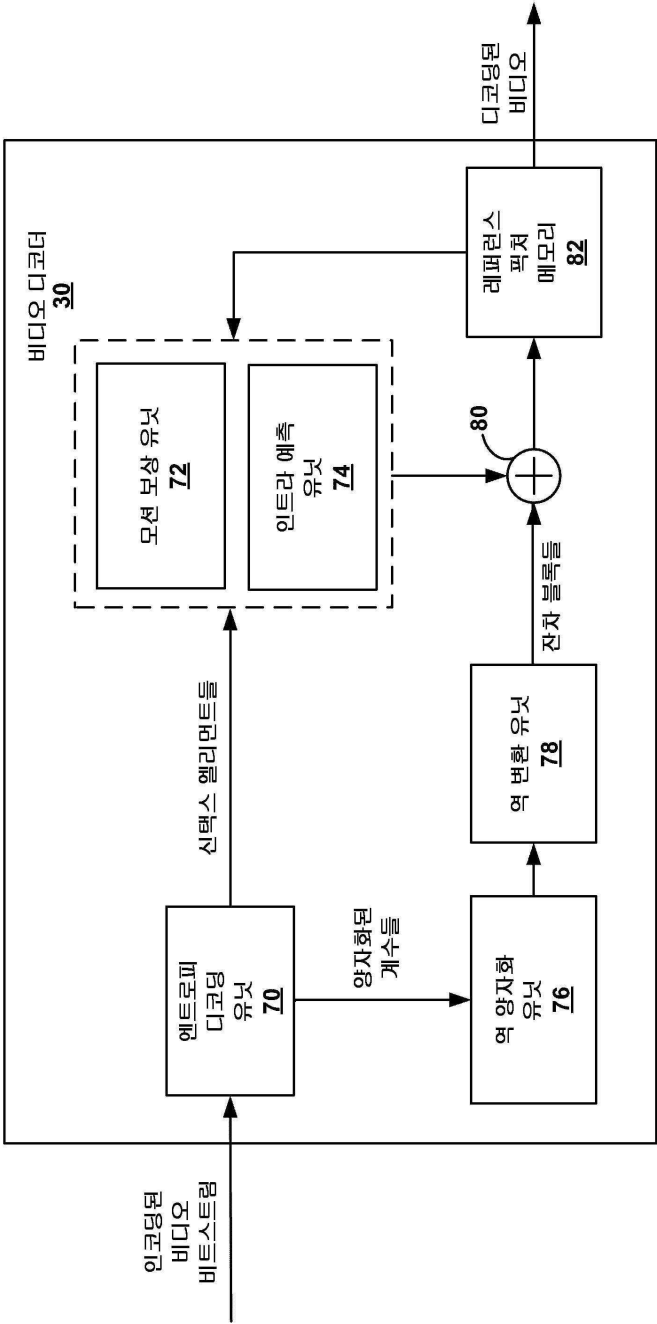 비디오 디코더
30
인코딩된
비디오
비트스트림
엔트로피
디코딩
유닛
70
신택스 엘리먼트들
모션 보상 유닛
72
인트라 예측
유닛
74
양자화된
계수들
역 양자화
유닛
76
역 변환 유닛
78
잔차 블록들
80
레퍼런스
픽처
메모리
82
디코딩된
비디오